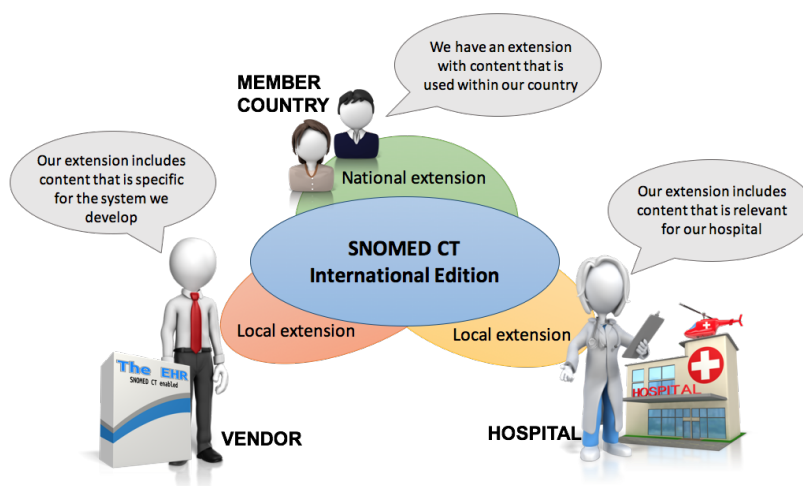 We have an extension
with content that is
used within our country
MEMBER
COUNTRY
National extension
Our extension includes
content that is specific
for the system we
develop
Our extension includes
content that is relevant
for our hospital
SNOMED CT
International Edition
Local extension
Local extension
The EHR
SNOMED CT enabled
HOSPITAL
VENDOR
HOSPITAL